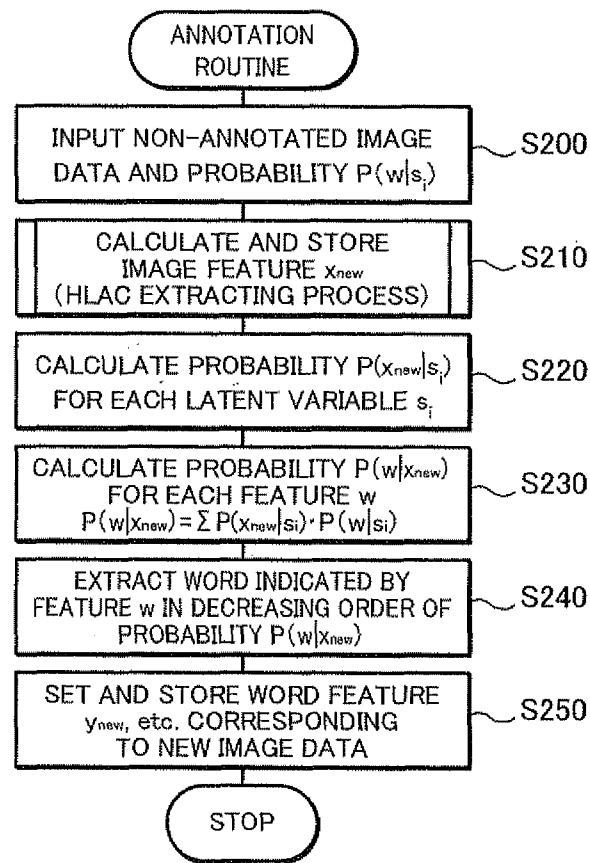 ANNOTATION
ROUTINE
INPUT NON-ANNOTATED IMAGE
DATA AND PROBABILITY P(w|si)
S200
CALCULATE AND STORE
IMAGE FEATURE xnew
(HLAC EXTRACTING PROCESS)
S210
CALCULATE PROBABILITY P(xnew|si)
FOR EACH LATENT VARIABLE si
S220
CALCULATE PROBABILITY P(w|xnew)
FOR EACH FEATURE w
P(w|xnew)=Σ P(xnew|si)·P(w|si)
S230
EXTRACT WORD INDICATED BY
FEATURE w IN DECREASING ORDER OF
PROBABILITY P(w|xnew)
S240
SET AND STORE WORD FEATURE
ynew, etc. CORRESPONDING
TO NEW IMAGE DATA
S250
STOP